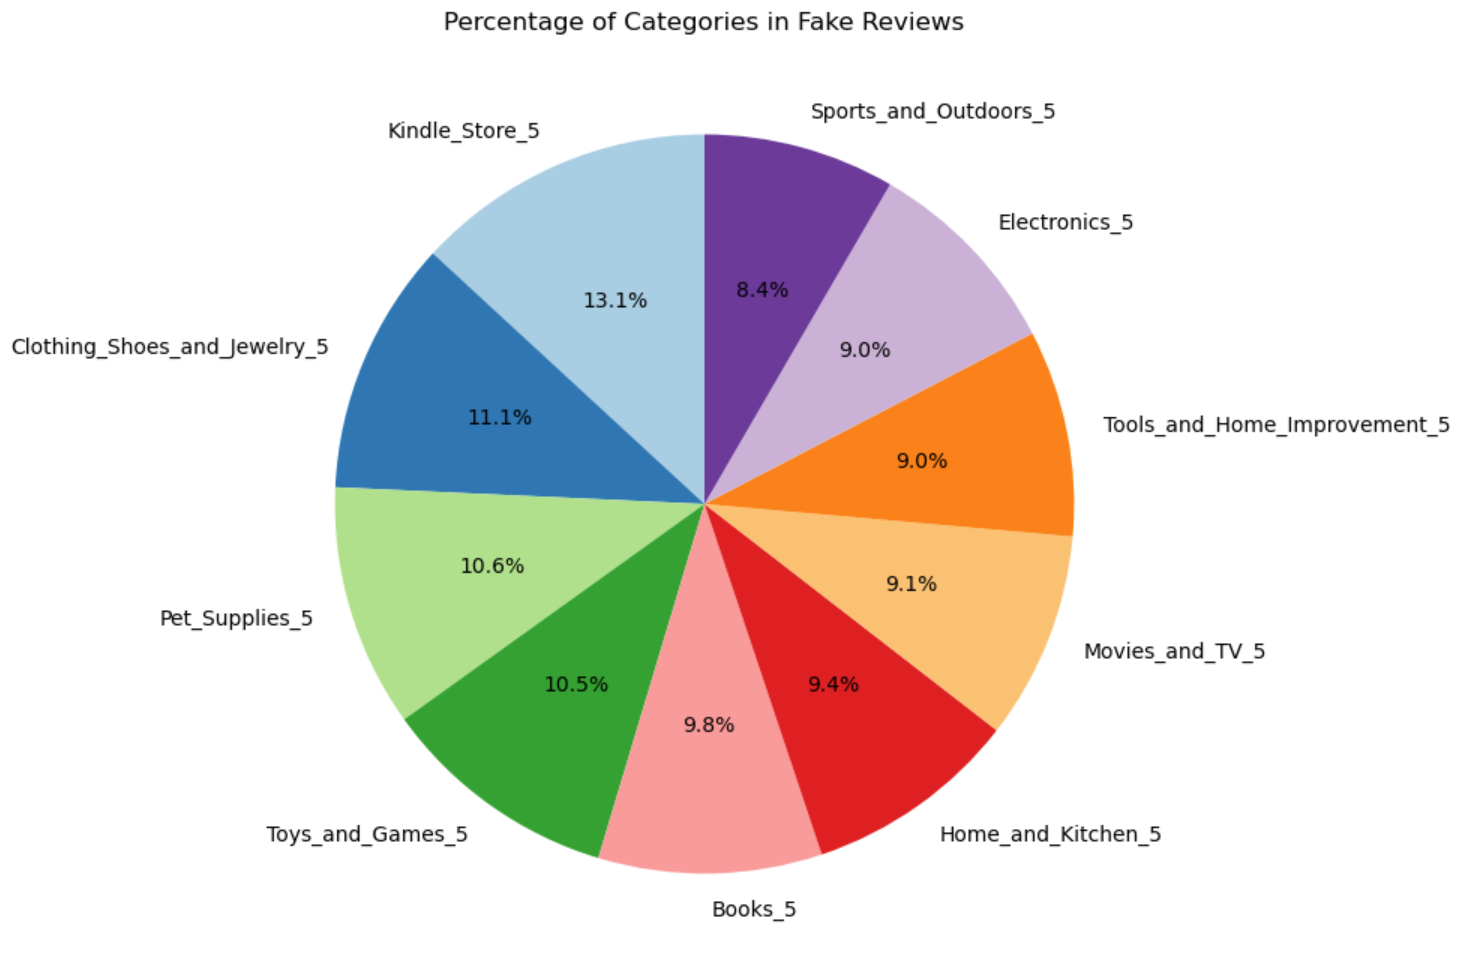 Percentage of Categories in Fake Reviews
Sports_and_Outdoors_5
Kindle_Store_5
Electronics_5
8.4%
13.1%
Clothing_Shoes_and_Jewelry_5
9.0%
11.1%
Tools_and_Home_Improvement_5
9.0%
10.6%
9.1%
Pet_Supplies_5
Movies_and_TV_5
10.5%
9.4%
9.8%
Toys_and_Games_5
Home_and_Kitchen_5
Books_5